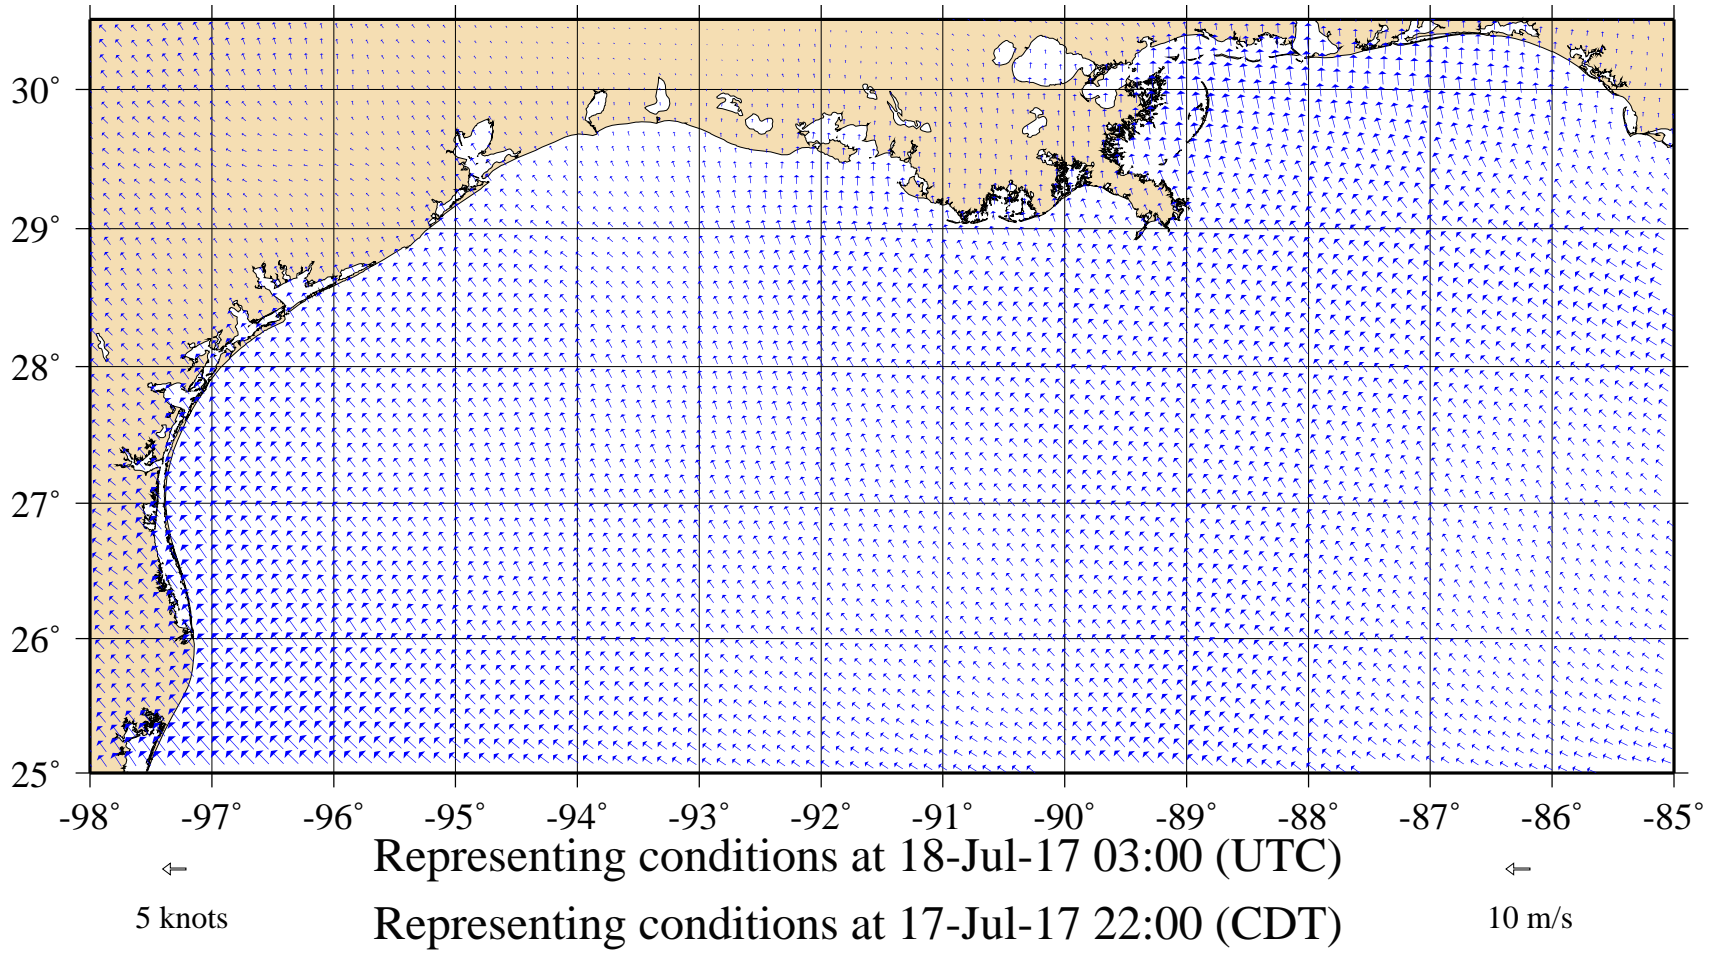 30°
29°
28°
27°
26°
25°
-98° -97° -96° -95° -94° -93° -92° -91° -90° -89° -88° -87° -86° -85°
Representing conditions at 18-Jul-17 03:00 (UTC)
5 knots
Representing conditions at 17-Jul-17 22:00 (CDT)
10 m/s